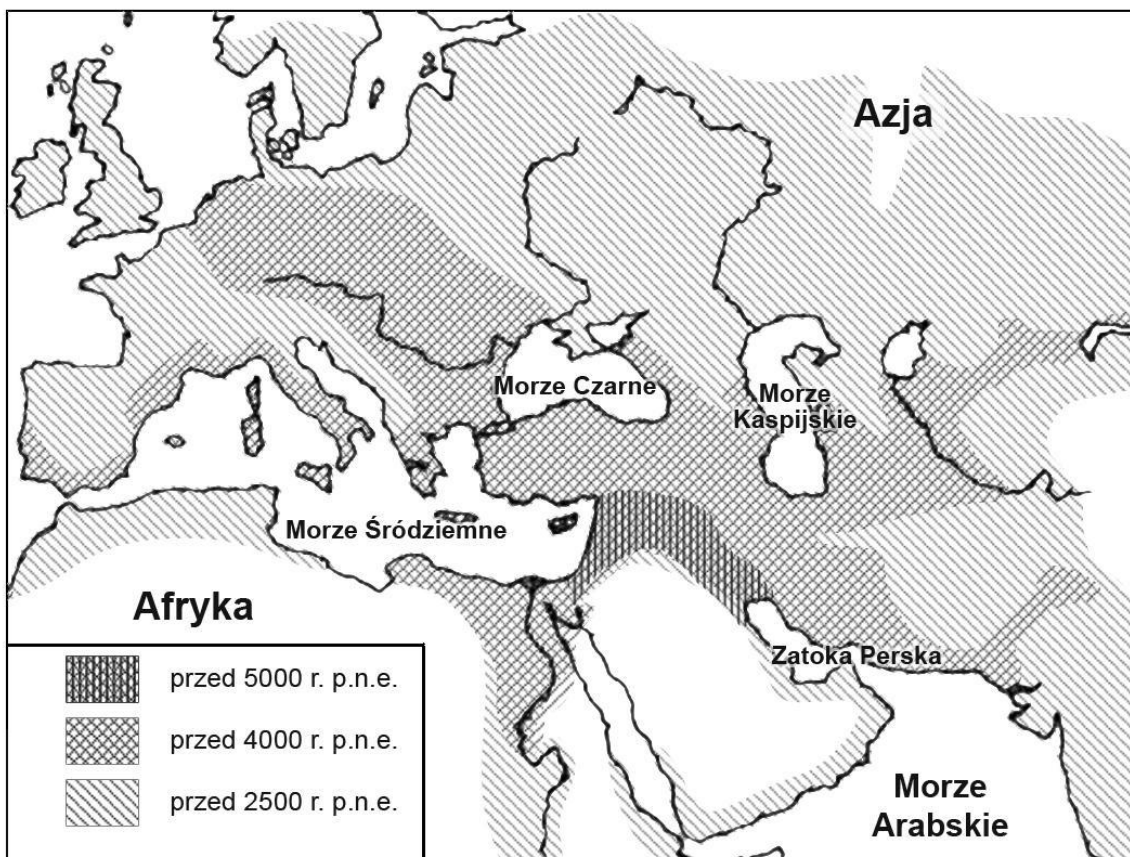 Azja
Morze Czarne
Morze
Kaspijskie
Morze Śródziemne
Afryka
Zatoka Perska
przed 5000 r. p.n.e.
przed 4000 r. p.n.e.
przed 2500 r. p.n.e.
Morze
Arabskie